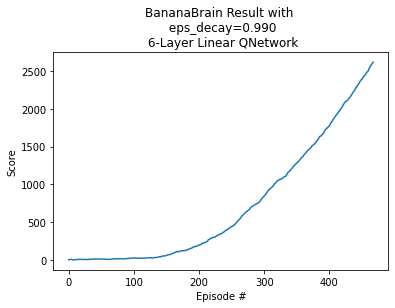 BananaBrain Result with
eps_decay=0.990
6-Layer Linear QNetwork
2500
2000
1500
1000
500
0
Score
0 100 200 300 400
Episode #